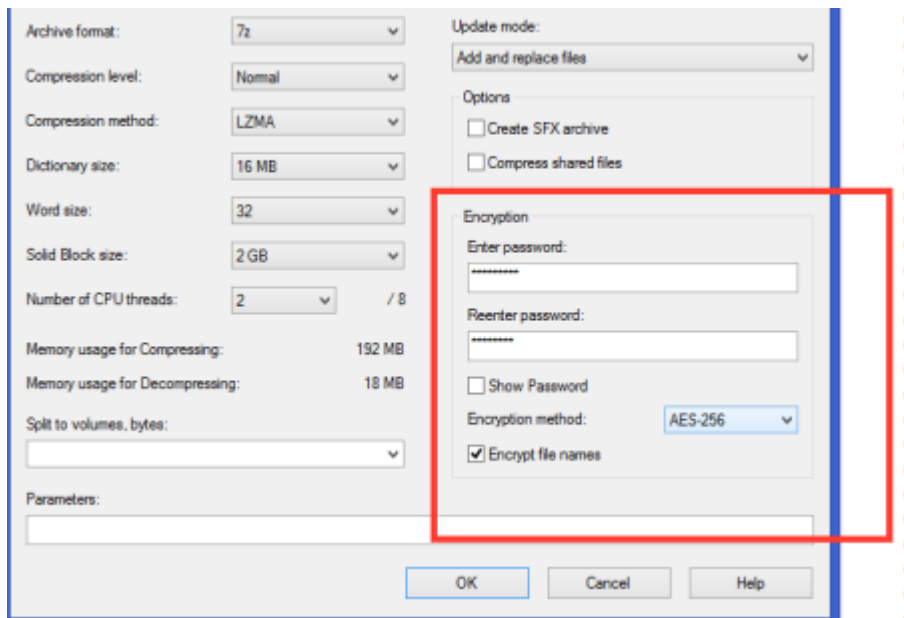 Archive format: 7z
Compression level: Normal
Compression method: LZMA
Dictionary size: 16 MB
Word size: 32
Solid Block size: 2 GB
Number of CPU threads: 2 / 8
Memory usage for Compressing: 192 MB
Memory usage for Decompressing: 18 MB
Split to volumes, bytes:
Parameters:
Update mode:
Add and replace files
Options
Create SFX archive
Compress shared files
Encryption
Enter password:
*********
Reenter password:
********
Show Password
Encryption method: AES-256
Encrypt file names
OK Cancel Help